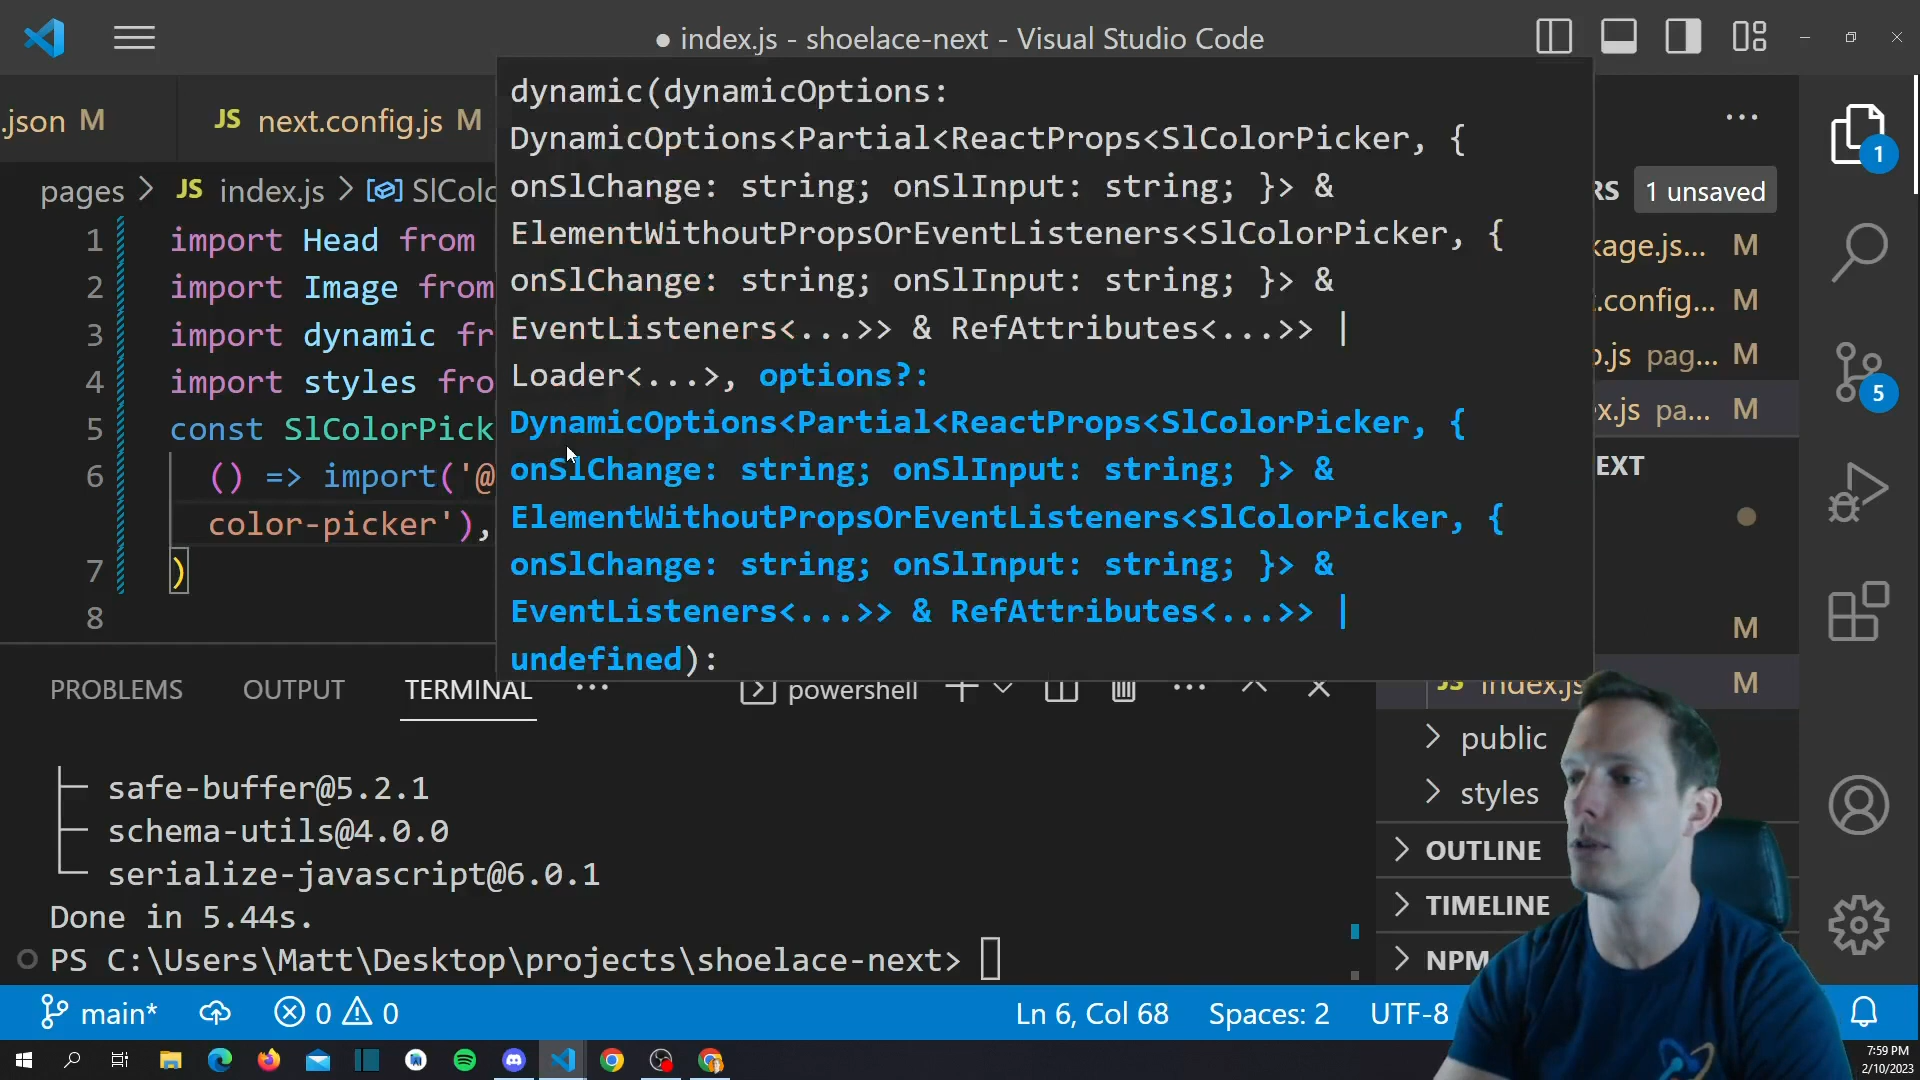 ● index.js - shoelace-next - Visual Studio Code
.json M
JS next.config.js M
pages > JS index.js > SlColo
1 import Head from
2 import Image from
3 import dynamic fr
4 import styles fro
5 const SlColorPick
6 () => import('@
color-picker'),
7 )
8
dynamic(dynamicOptions:
DynamicOptions<Partial<ReactProps<SlColorPicker, {
onSlChange: string; onSlInput: string; }> &
ElementWithoutPropsOrEventListeners<SlColorPicker, {
onSlChange: string; onSlInput: string; }> &
EventListeners<...>> & RefAttributes<...>> |
Loader<...>, options?:
DynamicOptions<Partial<ReactProps<SlColorPicker, {
onSlChange: string; onSlInput: string; }> &
ElementWithoutPropsOrEventListeners<SlColorPicker, {
onSlChange: string; onSlInput: string; }> &
EventListeners<...>> & RefAttributes<...>> |
undefined):
RS 1 unsaved
kage.js... M
.config... M
p.js pag... M
x.js pa... M
EXT
M
JS index.js M
> public
> styles
> OUTLINE
> TIMELINE
> NPM
1
5
PROBLEMS OUTPUT TERMINAL ... powershell
safe-buffer@5.2.1
schema-utils@4.0.0
serialize-javascript@6.0.1
Done in 5.44s.
PS C:\Users\Matt\Desktop\projects\shoelace-next>
main* 0 0 Ln 6, Col 68 Spaces: 2 UTF-8
7:59 PM
2/10/2023